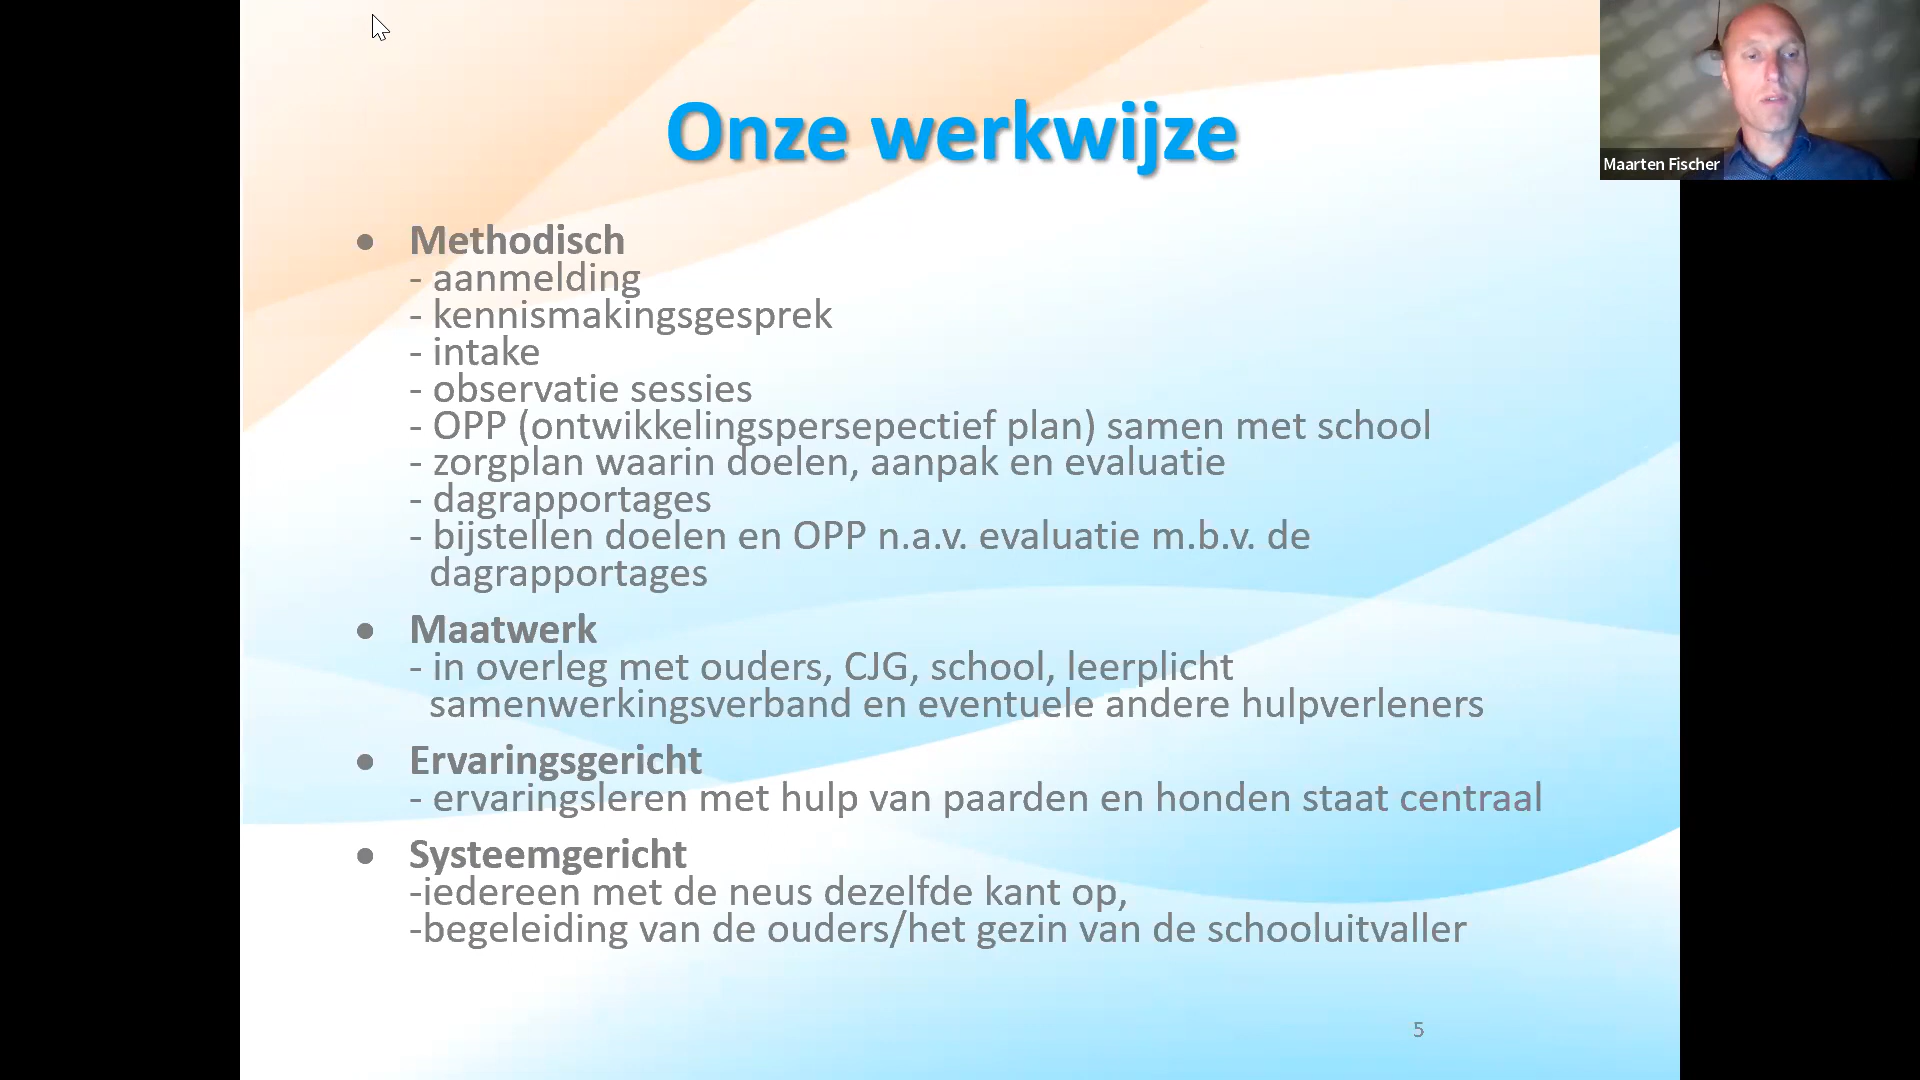 Onze werkwijze
Maarten Fischer
• Methodisch
- aanmelding
- kennismakingsgesprek
- intake
- observatie sessies
- OPP (ontwikkelingspersepectief plan) samen met school
- zorgplan waarin doelen, aanpak en evaluatie
- dagrapportages
- bijstellen doelen en OPP n.a.v. evaluatie m.b.v. de
dagrapportages
• Maatwerk
- in overleg met ouders, CJG, school, leerplicht
samenwerkingsverband en eventuele andere hulpverleners
• Ervaringsgericht
- ervaringsleren met hulp van paarden en honden staat centraal
• Systeemgericht
-iedereen met de neus dezelfde kant op,
-begeleiding van de ouders/het gezin van de schooluitvaller
5